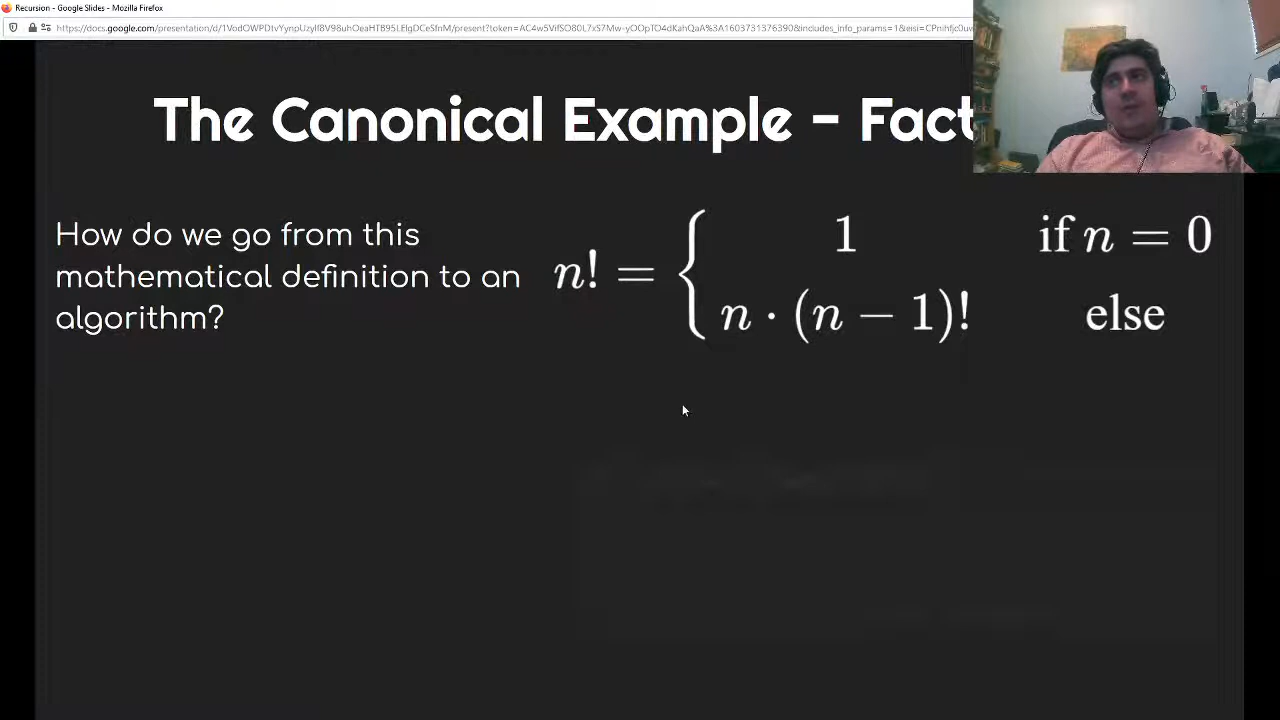 Recursion - Google Slides - Mozilla Firefox
The Canonical Example - Fact
How do we go from this
mathematical definition to an
algorithm?
n! = { 1 if n = 0
n · (n − 1)! else